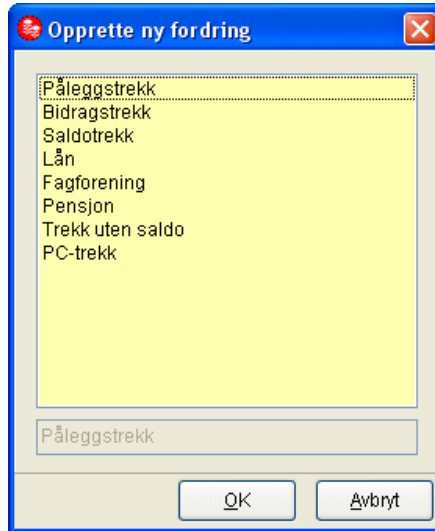 Opprette ny fordring
Påleggstrekk
Bidragstrekk
Saldotrekk
Lån
Fagforening
Pensjon
Trekk uten saldo
PC-trekk
Påleggstrekk
OK
Avbryt